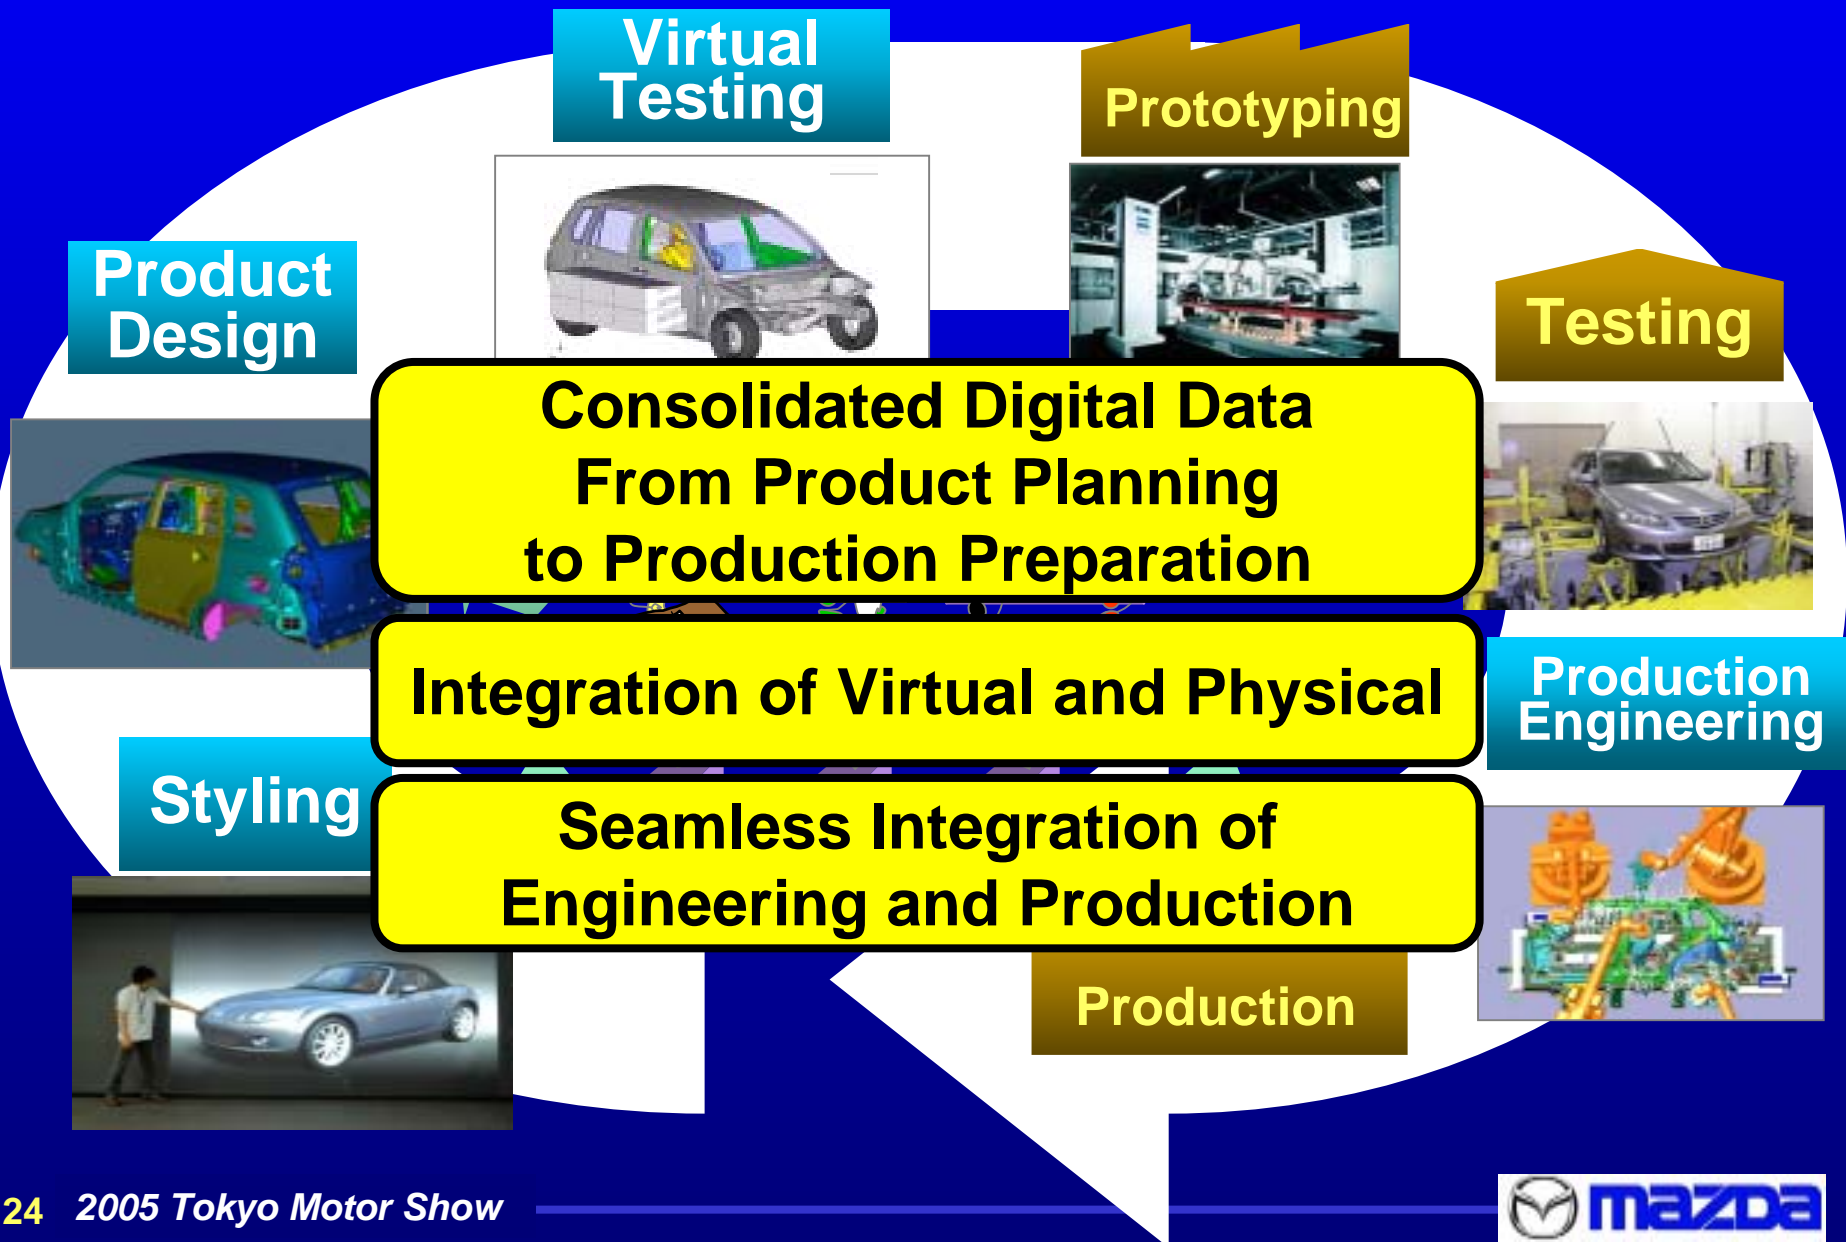 Virtual
Testing
Prototyping
Product
Design
Testing
Consolidated Digital Data
From Product Planning
to Production Preparation
Integration of Virtual and Physical
Production
Engineering
Styling
Seamless Integration of
Engineering and Production
Production
24 2005 Tokyo Motor Show
mazda